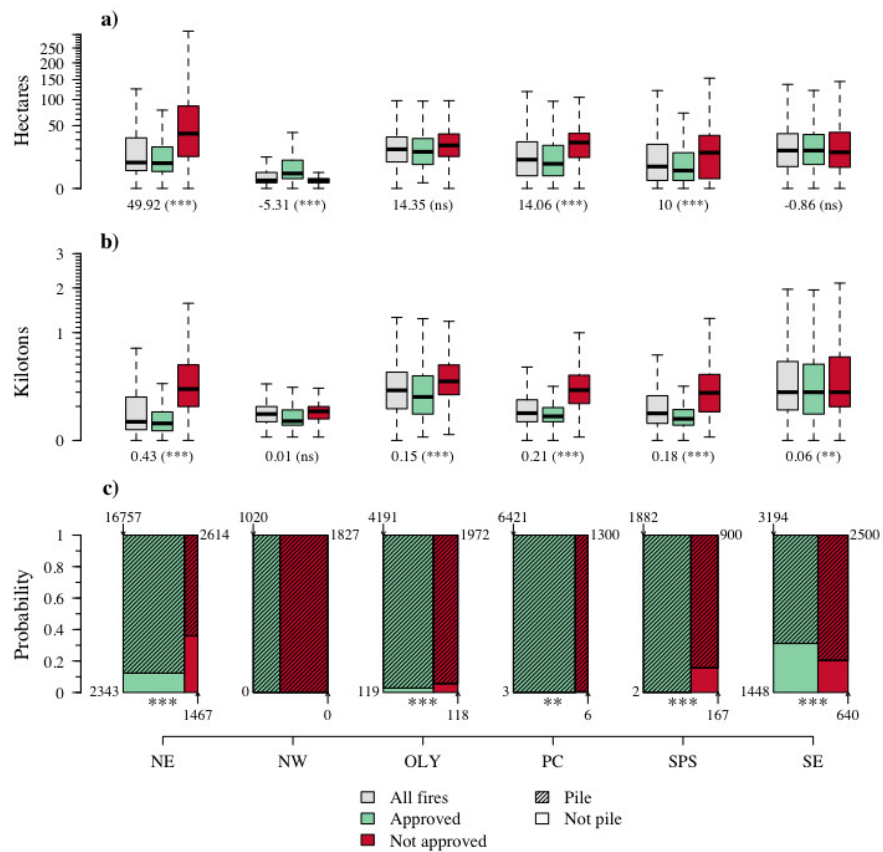 a)
Hectares
250
200
150
100
50
0
49.92 (***) -5.31 (***) 14.35 (ns) 14.06 (***) 10 (***) -0.86 (ns)
b)
Kilotons
3
2
1
0
0.43 (***) 0.01 (ns) 0.15 (***) 0.21 (***) 0.18 (***) 0.06 (**)
c)
16757 2614 1020 1827 4191 1972 6421 1300 1882 900 3194 2500
Probability
1
0.8
0.6
0.4
0.2
0
2343 0 119 3 2 1448
*** *** ** *** ***
1467 0 118 6 167 640
NE NW OLY PC SPS SE
All fires Pile
Approved Not pile
Not approved